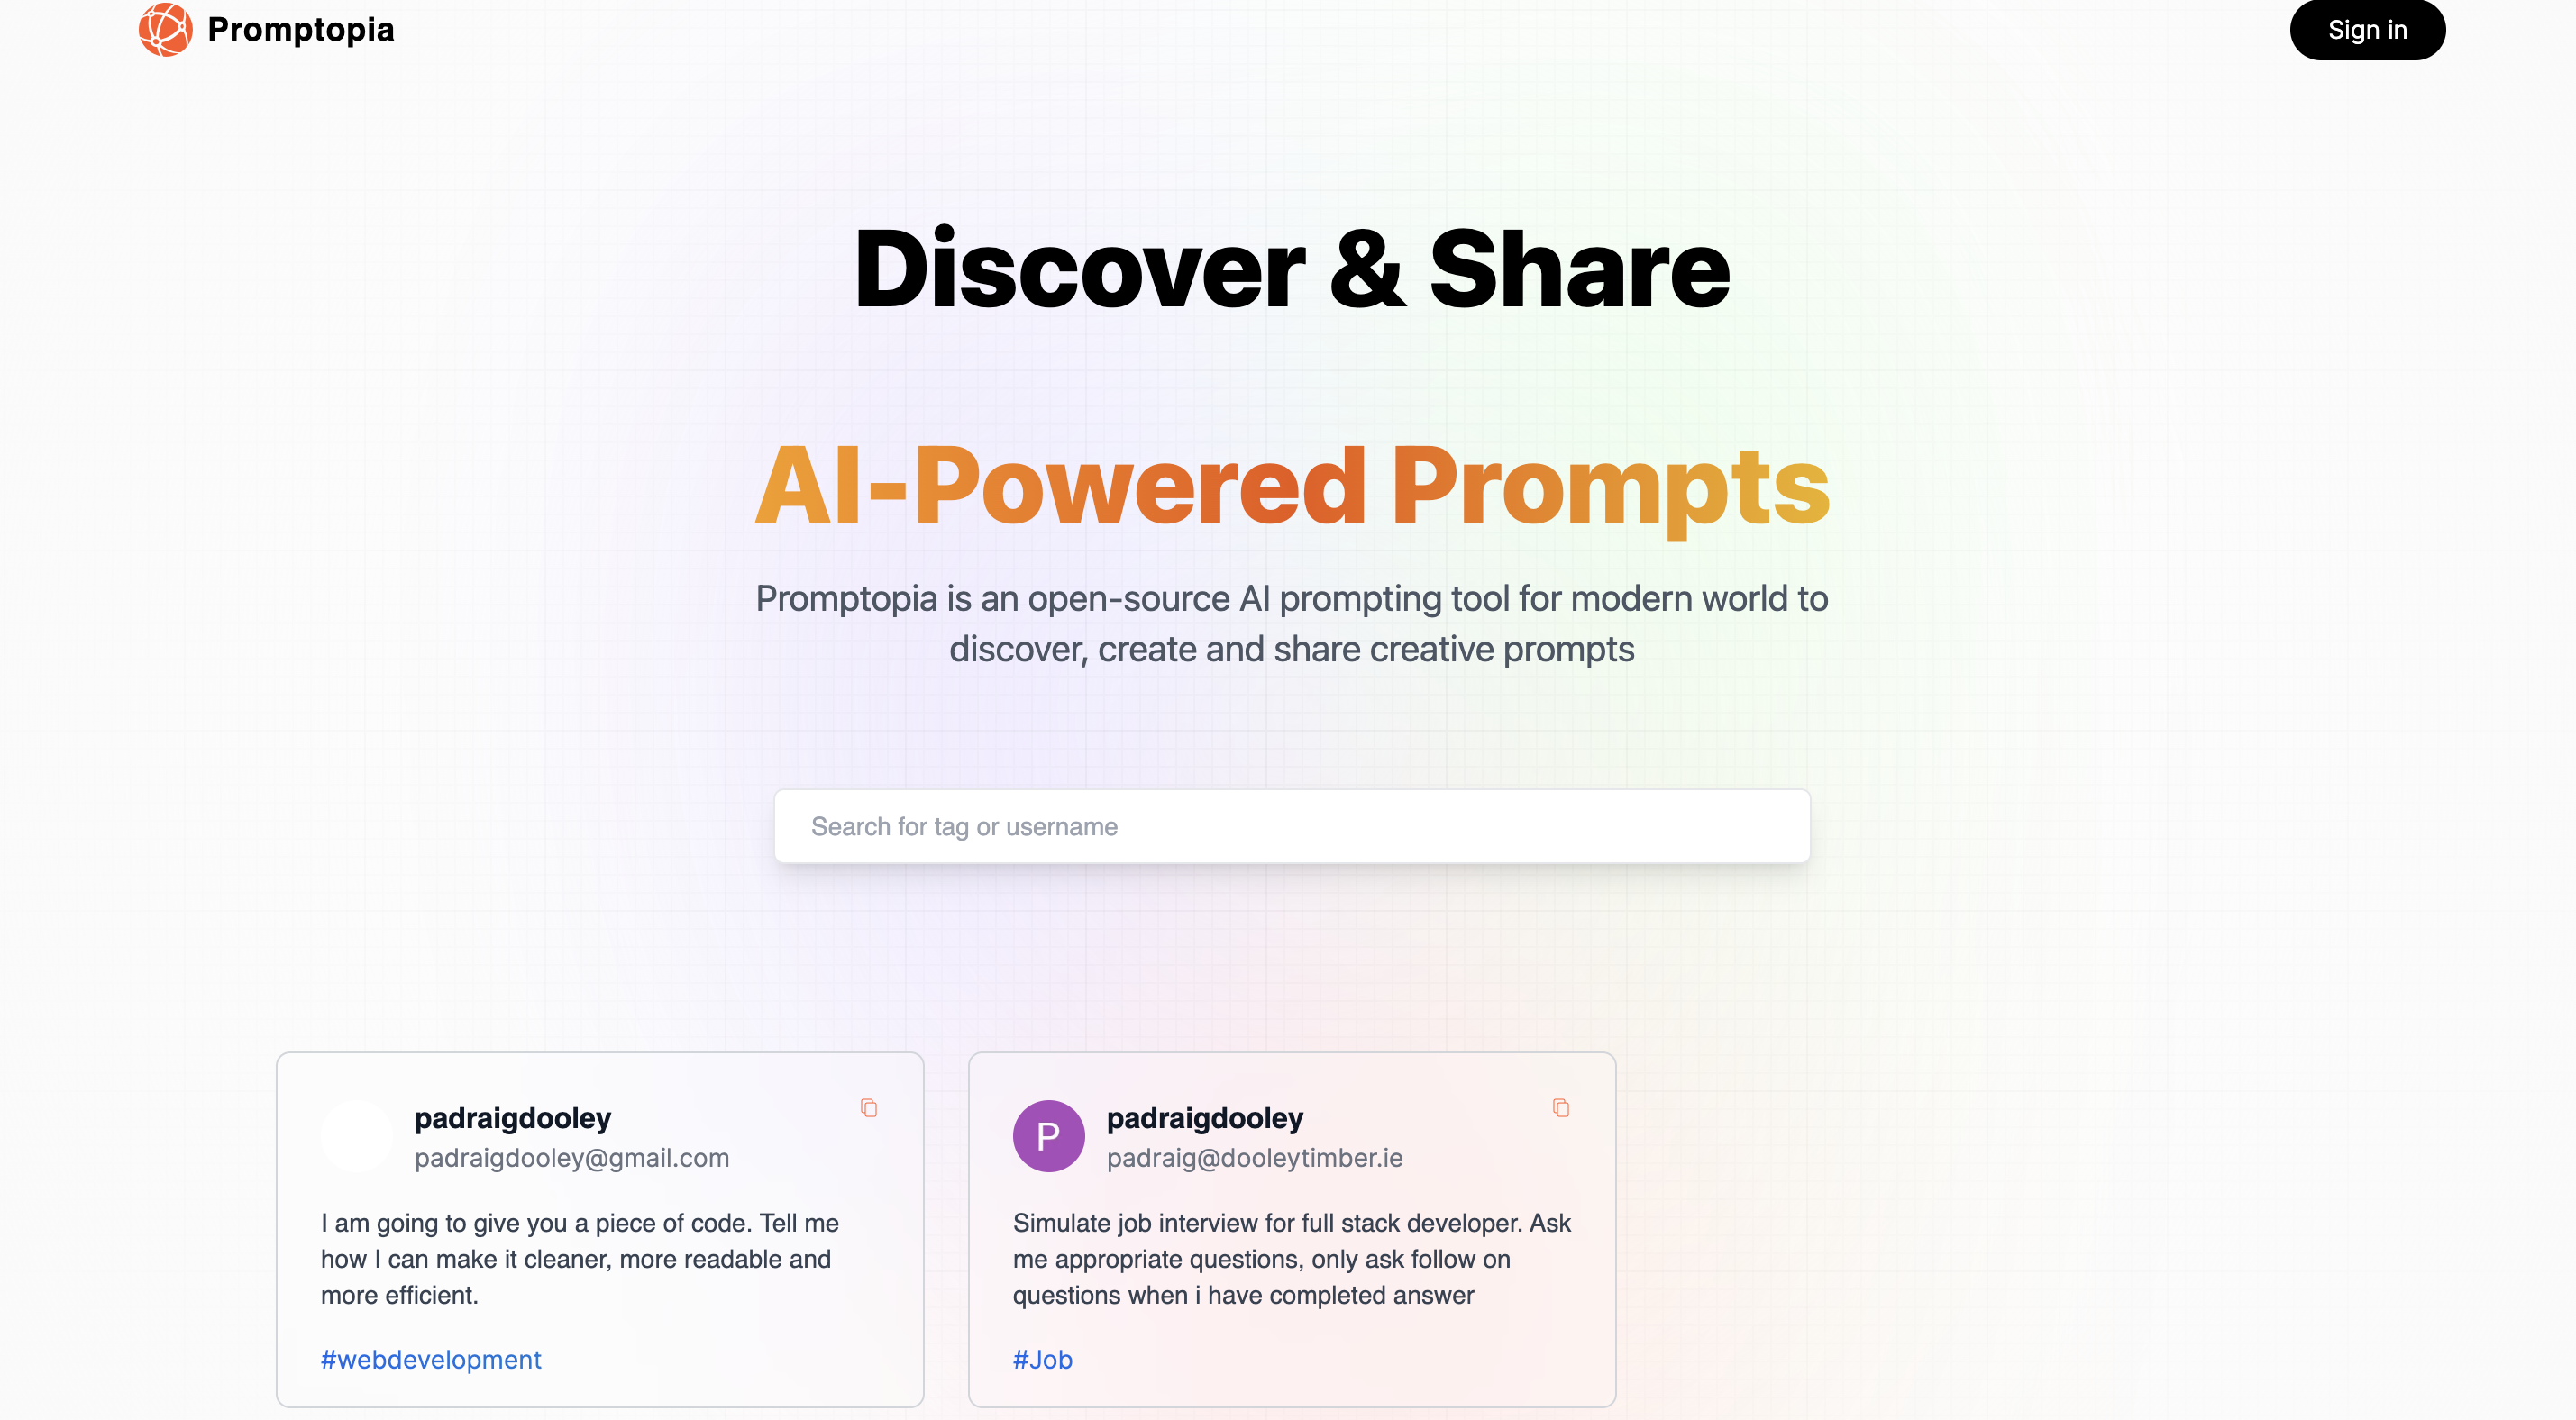 Promptopia
Sign in
Discover & Share
AI-Powered Prompts
Promptopia is an open-source AI prompting tool for modern world to
discover, create and share creative prompts
Search for tag or username
padraigdooley
padraigdooley@gmail.com
I am going to give you a piece of code. Tell me
how I can make it cleaner, more readable and
more efficient.
#webdevelopment
P
padraigdooley
padraig@dooleytimber.ie
Simulate job interview for full stack developer. Ask
me appropriate questions, only ask follow on
questions when i have completed answer
#Job